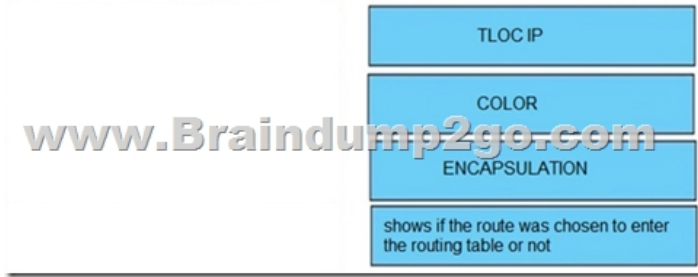 TLOC IP
COLOR
www.Braindump2go.com
ENCAPSULATION
shows if the route was chosen to enter
the routing table or not